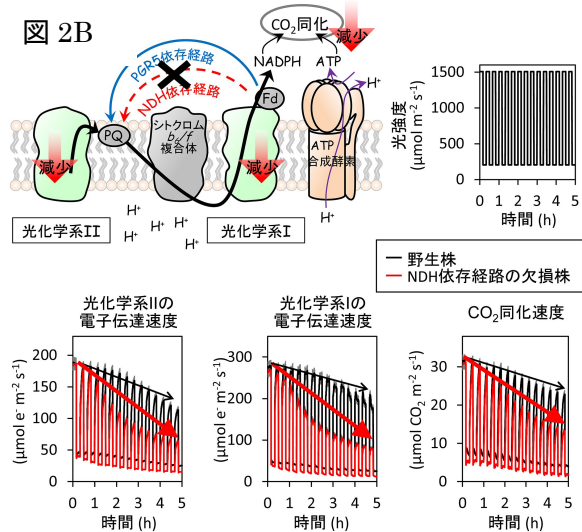 図 2B
CO2同化
減少
NADPH
ATP
PGR5依存経路
NDH依存経路
Fd
H+
PQ
シトクロム
b6/f
複合体
ATP
合成酵素
減少
減少
H+
H+
H+
H+
H+
H+
H+
光化学系II
光化学系I
光強度
(μmol m-2 s-1)
1500
1000
500
0
0 1 2 3 4 5
時間 (h)
野生株
NDH依存経路の欠損株
光化学系IIの
電子伝達速度
(μmol e- m-2 s-1)
200
150
100
50
0
0 1 2 3 4 5
時間 (h)
光化学系Iの
電子伝達速度
(μmol e- m-2 s-1)
300
200
100
0
0 1 2 3 4 5
時間 (h)
CO2同化速度
(μmol CO2 m-2 s-1)
30
20
10
0
0 1 2 3 4 5
時間 (h)